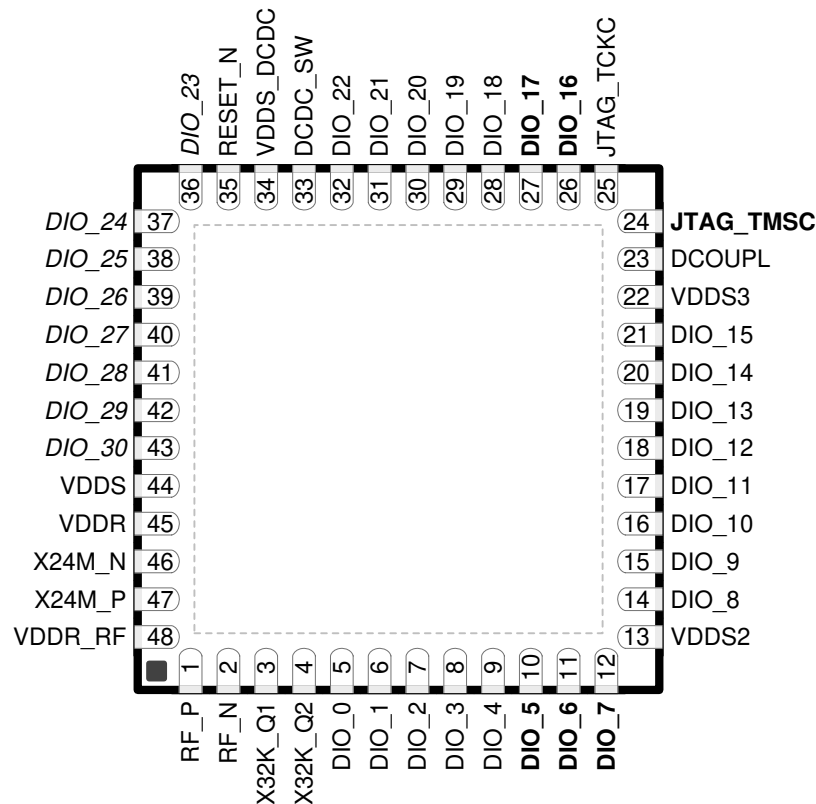 DIO_23
RESET_N
VDDS_DCDC
DCDC_SW
DIO_22
DIO_21
DIO_20
DIO_19
DIO_18
DIO_17
DIO_16
JTAG_TCKC
36
35
34
33
32
31
30
29
28
27
26
25
DIO_24 37
DIO_25 38
DIO_26 39
DIO_27 40
DIO_28 41
DIO_29 42
DIO_30 43
VDDS 44
VDDR 45
X24M_N 46
X24M_P 47
VDDR_RF 48
24 JTAG_TMSC
23 DCOUPL
22 VDDS3
21 DIO_15
20 DIO_14
19 DIO_13
18 DIO_12
17 DIO_11
16 DIO_10
15 DIO_9
14 DIO_8
13 VDDS2
1
2
3
4
5
6
7
8
9
10
11
12
RF_P
RF_N
X32K_Q1
X32K_Q2
DIO_0
DIO_1
DIO_2
DIO_3
DIO_4
DIO_5
DIO_6
DIO_7